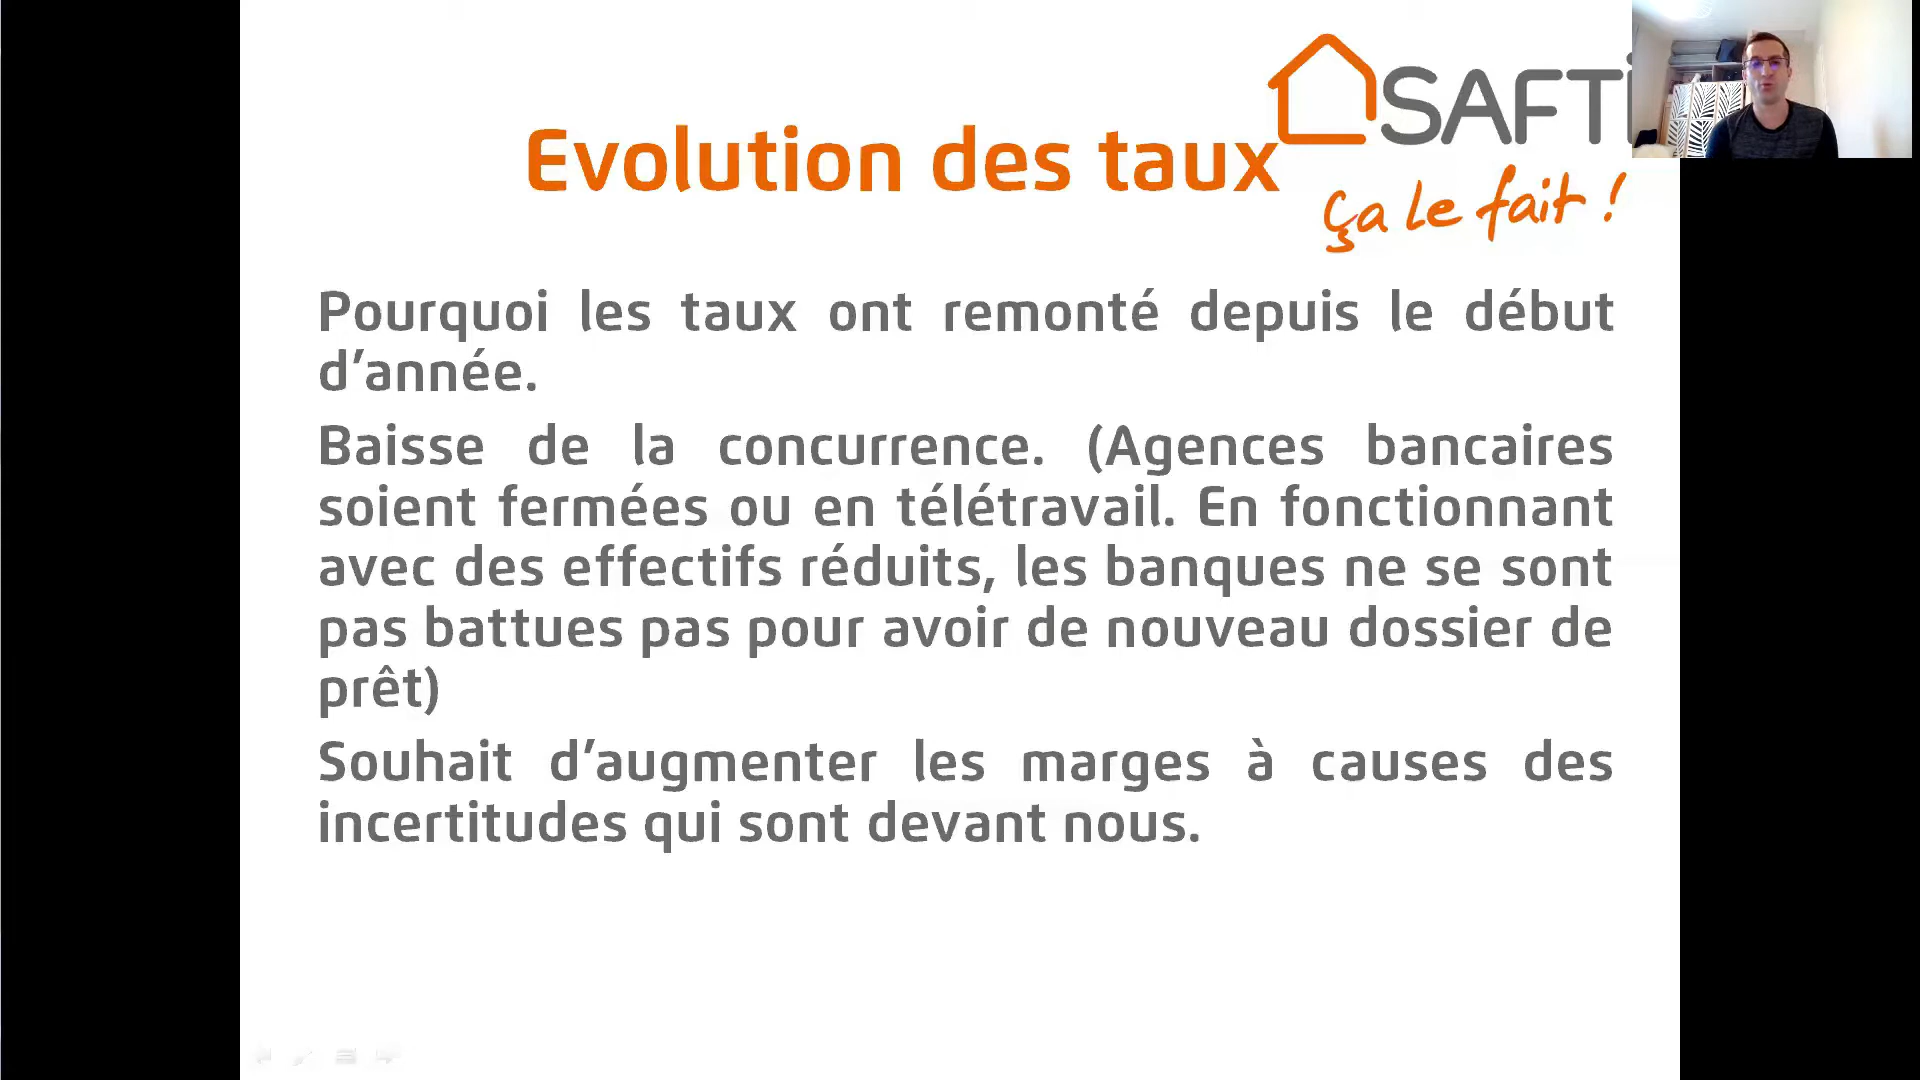 SAFTi
Evolution des taux
ça le fait !
Pourquoi les taux ont remonté depuis le début
d’année.
Baisse de la concurrence. (Agences bancaires
soient fermées ou en télétravail. En fonctionnant
avec des effectifs réduits, les banques ne se sont
pas battues pas pour avoir de nouveau dossier de
prêt)
Souhait d’augmenter les marges à causes des
incertitudes qui sont devant nous.